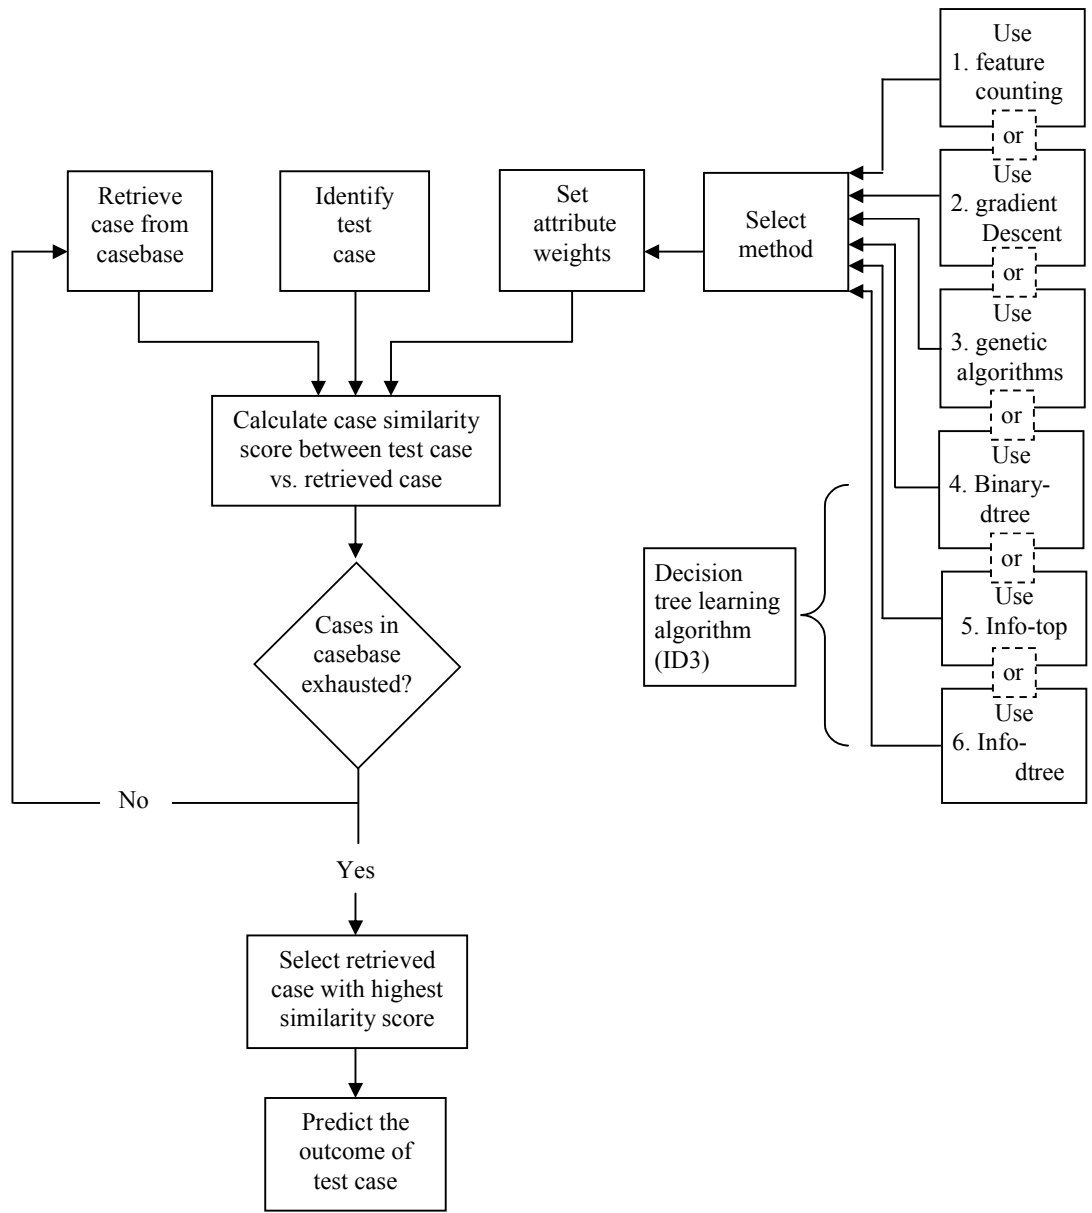 Use
1. feature
counting
or
Use
2. gradient
Descent
or
Use
3. genetic
algorithms
or
Use
4. Binary-
dtree
or
Use
5. Info-top
or
Use
6. Info-
dtree
Retrieve
case from
casebase
Identify
test
case
Set
attribute
weights
Select
method
Calculate case similarity
score between test case
vs. retrieved case
Decision
tree learning
algorithm
(ID3)
Cases in
casebase
exhausted?
No
Yes
Select retrieved
case with highest
similarity score
Predict the
outcome of
test case